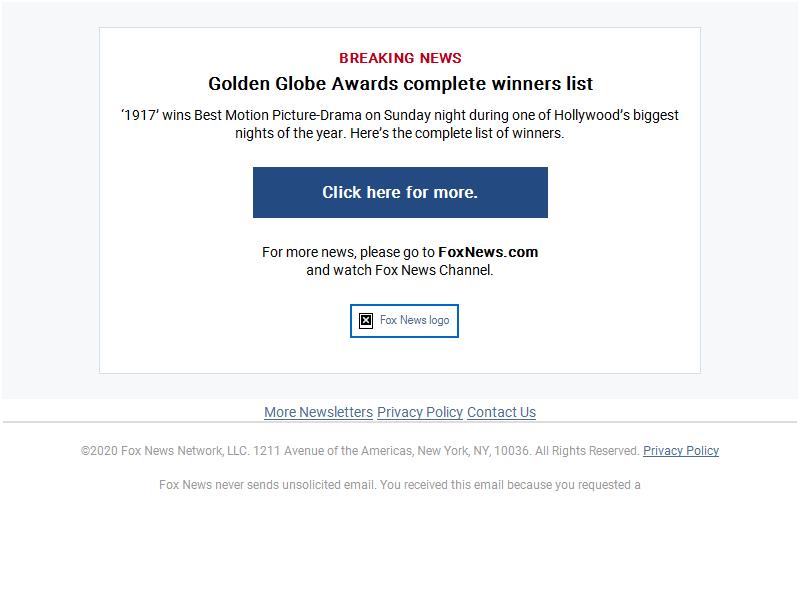 BREAKING NEWS
Golden Globe Awards complete winners list
‘1917’ wins Best Motion Picture-Drama on Sunday night during one of Hollywood’s biggest
nights of the year. Here’s the complete list of winners.
Click here for more.
For more news, please go to FoxNews.com
and watch Fox News Channel.
Fox News logo
More Newsletters Privacy Policy Contact Us
©2020 Fox News Network, LLC. 1211 Avenue of the Americas, New York, NY, 10036. All Rights Reserved. Privacy Policy
Fox News never sends unsolicited email. You received this email because you requested a